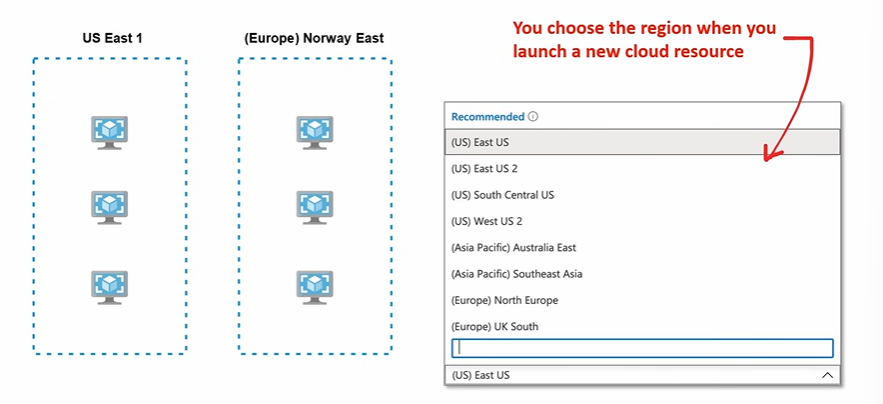 US East 1
(Europe) Norway East
You choose the region when you
launch a new cloud resource
Recommended
(US) East US
(US) East US 2
(US) South Central US
(US) West US 2
(Asia Pacific) Australia East
(Asia Pacific) Southeast Asia
(Europe) North Europe
(Europe) UK South
(US) East US